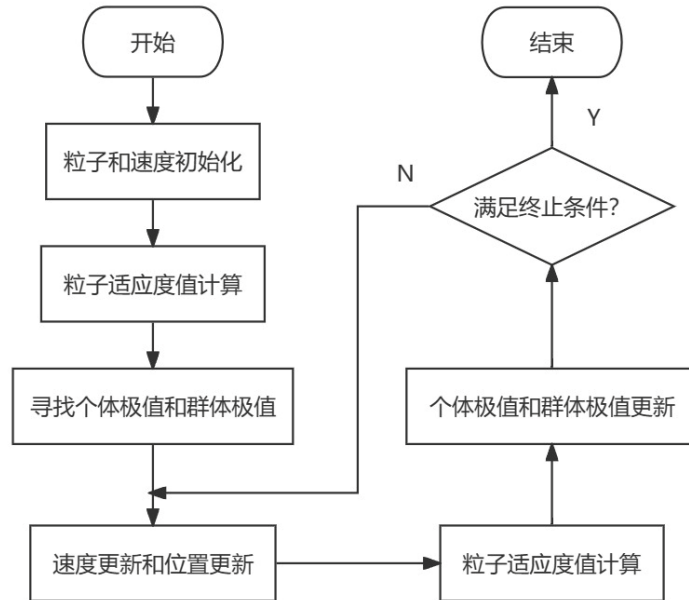 开始
粒子和速度初始化
粒子适应度值计算
寻找个体极值和群体极值
速度更新和位置更新
粒子适应度值计算
个体极值和群体极值更新
满足终止条件?
N
Y
结束